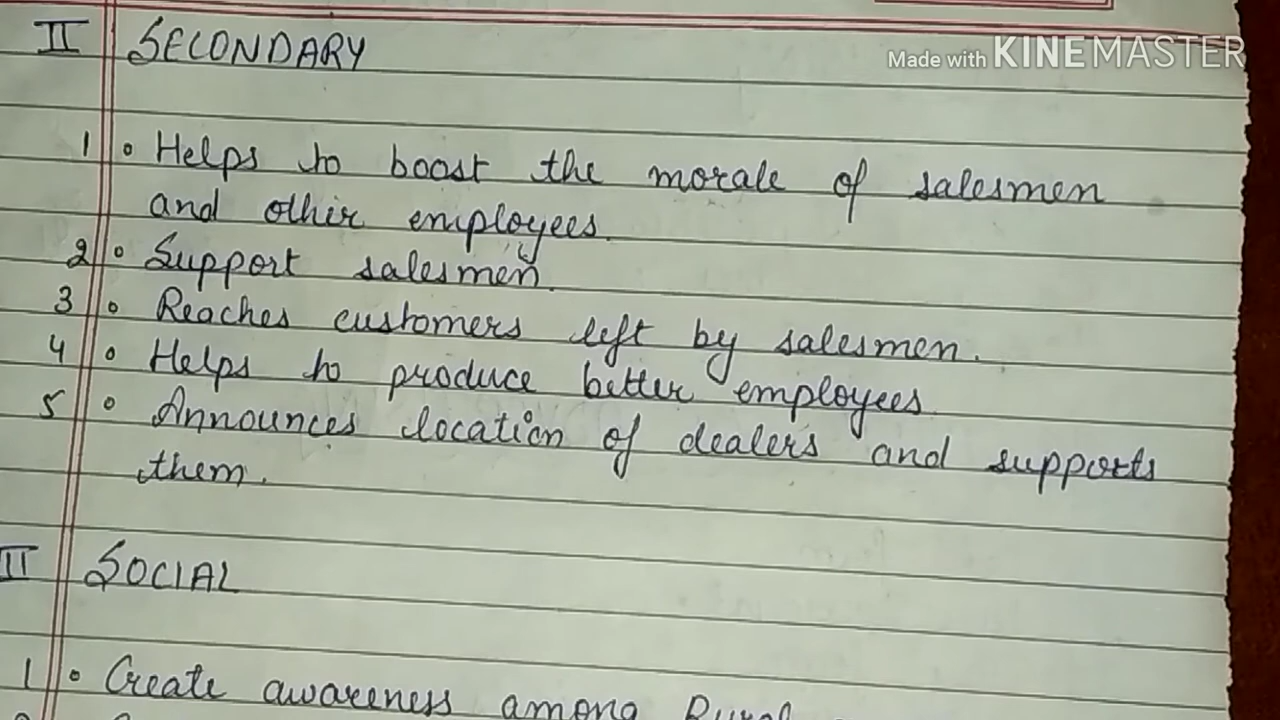 II SECONDARY
Made with KINEMASTER
1 • Helps to boost the morale of salesmen
and other employees.
2 • Support salesmen.
3 • Reaches customers left by salesmen.
4 • Helps to produce better employees
5 • Announces location of dealers and supports
them.
II SOCIAL
1 • Create awareness among Rural